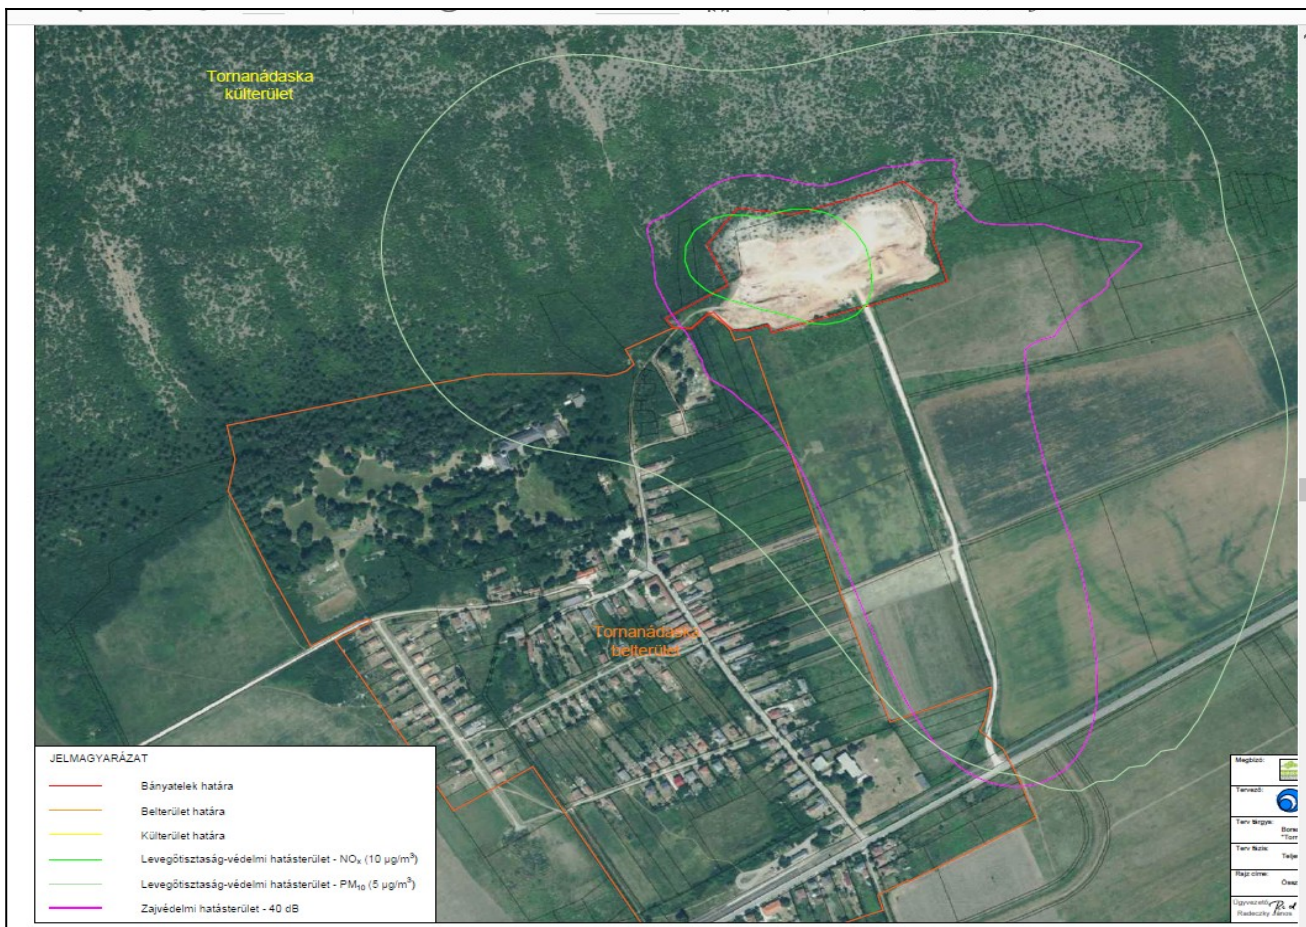 Tornanádaska
külterület
Tornanádaska
belterület
JELMAGYARÁZAT
Bányatelek határa
Belterület határa
Külterület határa
Levegőtisztaság-védelmi hatásterület - NOₓ (10 µg/m³)
Levegőtisztaság-védelmi hatásterület - PM₁₀ (5 µg/m³)
Zajvédelmi hatásterület - 40 dB
Megbízó:
Tervező:
Terv tárgya:
Terv fázis:
Telje
Rajz címe:
Össz
Ügyvezető:
Radeczky János